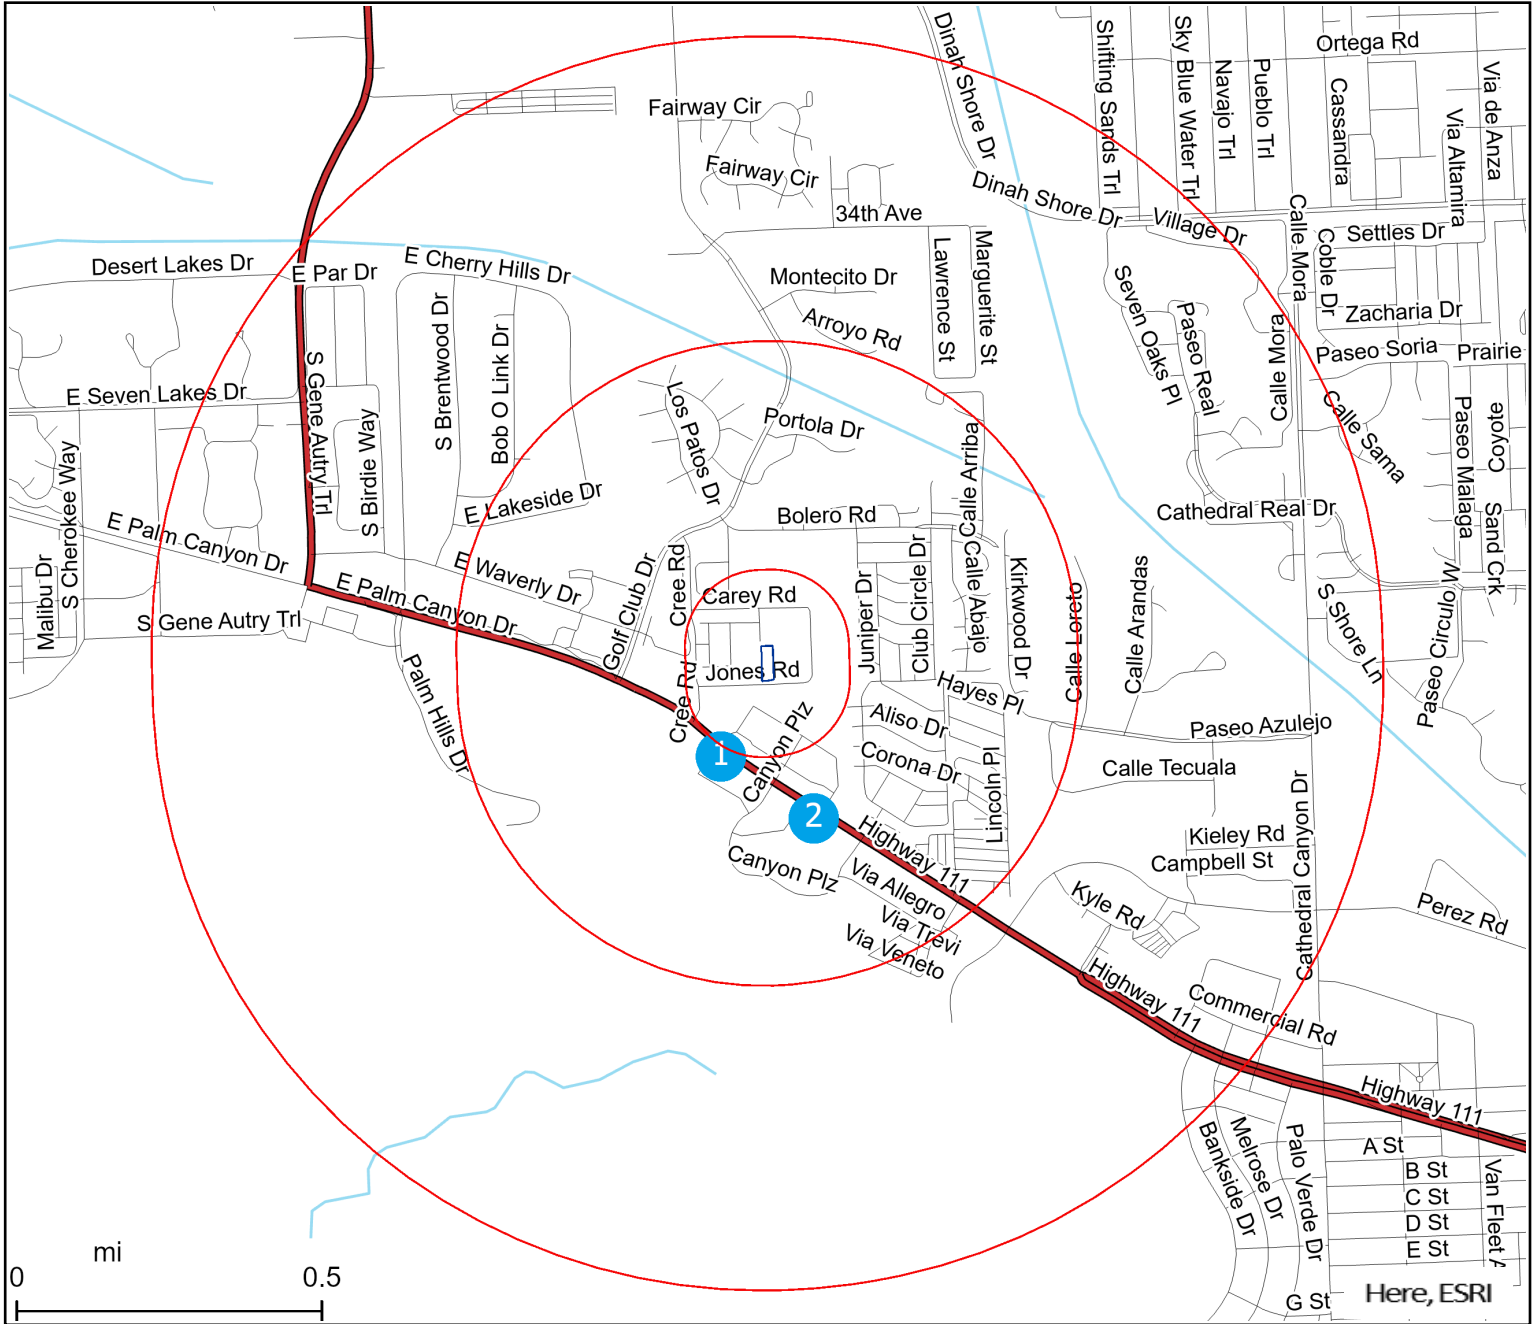 Ortega Rd
Dinah Shore Dr
Shifting Sands Trl
Sky Blue Water Trl
Navajo Trl
Pueblo Trl
Cassandra
Via Altamira
Via de Anza
Fairway Cir
Fairway Cir
34th Ave
Dinah Shore Dr
Village Dr
Calle Mora
Coble Dr
Settles Dr
Desert Lakes Dr
E Par Dr
E Cherry Hills Dr
Montecito Dr
Arroyo Rd
Lawrence St
Marguerite St
Seven Oaks Pl
Paseo Real
Calle Mora
Zacharia Dr
Paseo Soria
Prairie
E Seven Lakes Dr
S Gene Autry Trl
S Brentwood Dr
Bob O Link Dr
S Birdie Way
Los Patos Dr
Portola Dr
Calle Arriba
Calle Sama
Paseo Malaga
Coyote
S Cherokee Way
E Palm Canyon Dr
E Lakeside Dr
Bolero Rd
Cathedral Real Dr
Sand Crk
Malibu Dr
E Waverly Dr
Golf Club Dr
Cree Rd
Carey Rd
Juniper Dr
Club Circle Dr
Calle Abajo
Kirkwood Dr
Calle Loreto
Calle Arandas
S Shore Ln
Paseo Circulo W
S Gene Autry Trl
E Palm Canyon Dr
Jones Rd
Cree Rd
Palm Hills Dr
Hayes Pl
Aliso Dr
Corona Dr
Lincoln Pl
Paseo Azulejo
Calle Tecuala
Canyon Plz
1
2
Highway 111
Canyon Plz
Via Allegro
Via Trevi
Via Veneto
Kieley Rd
Campbell St
Cathedral Canyon Dr
Kyle Rd
Perez Rd
Highway 111
Commercial Rd
Highway 111
Bankside Dr
Melrose Dr
Palo Verde Dr
A St
B St
C St
D St
E St
Van Fleet A
G St
mi
0 0.5
Here, ESRI